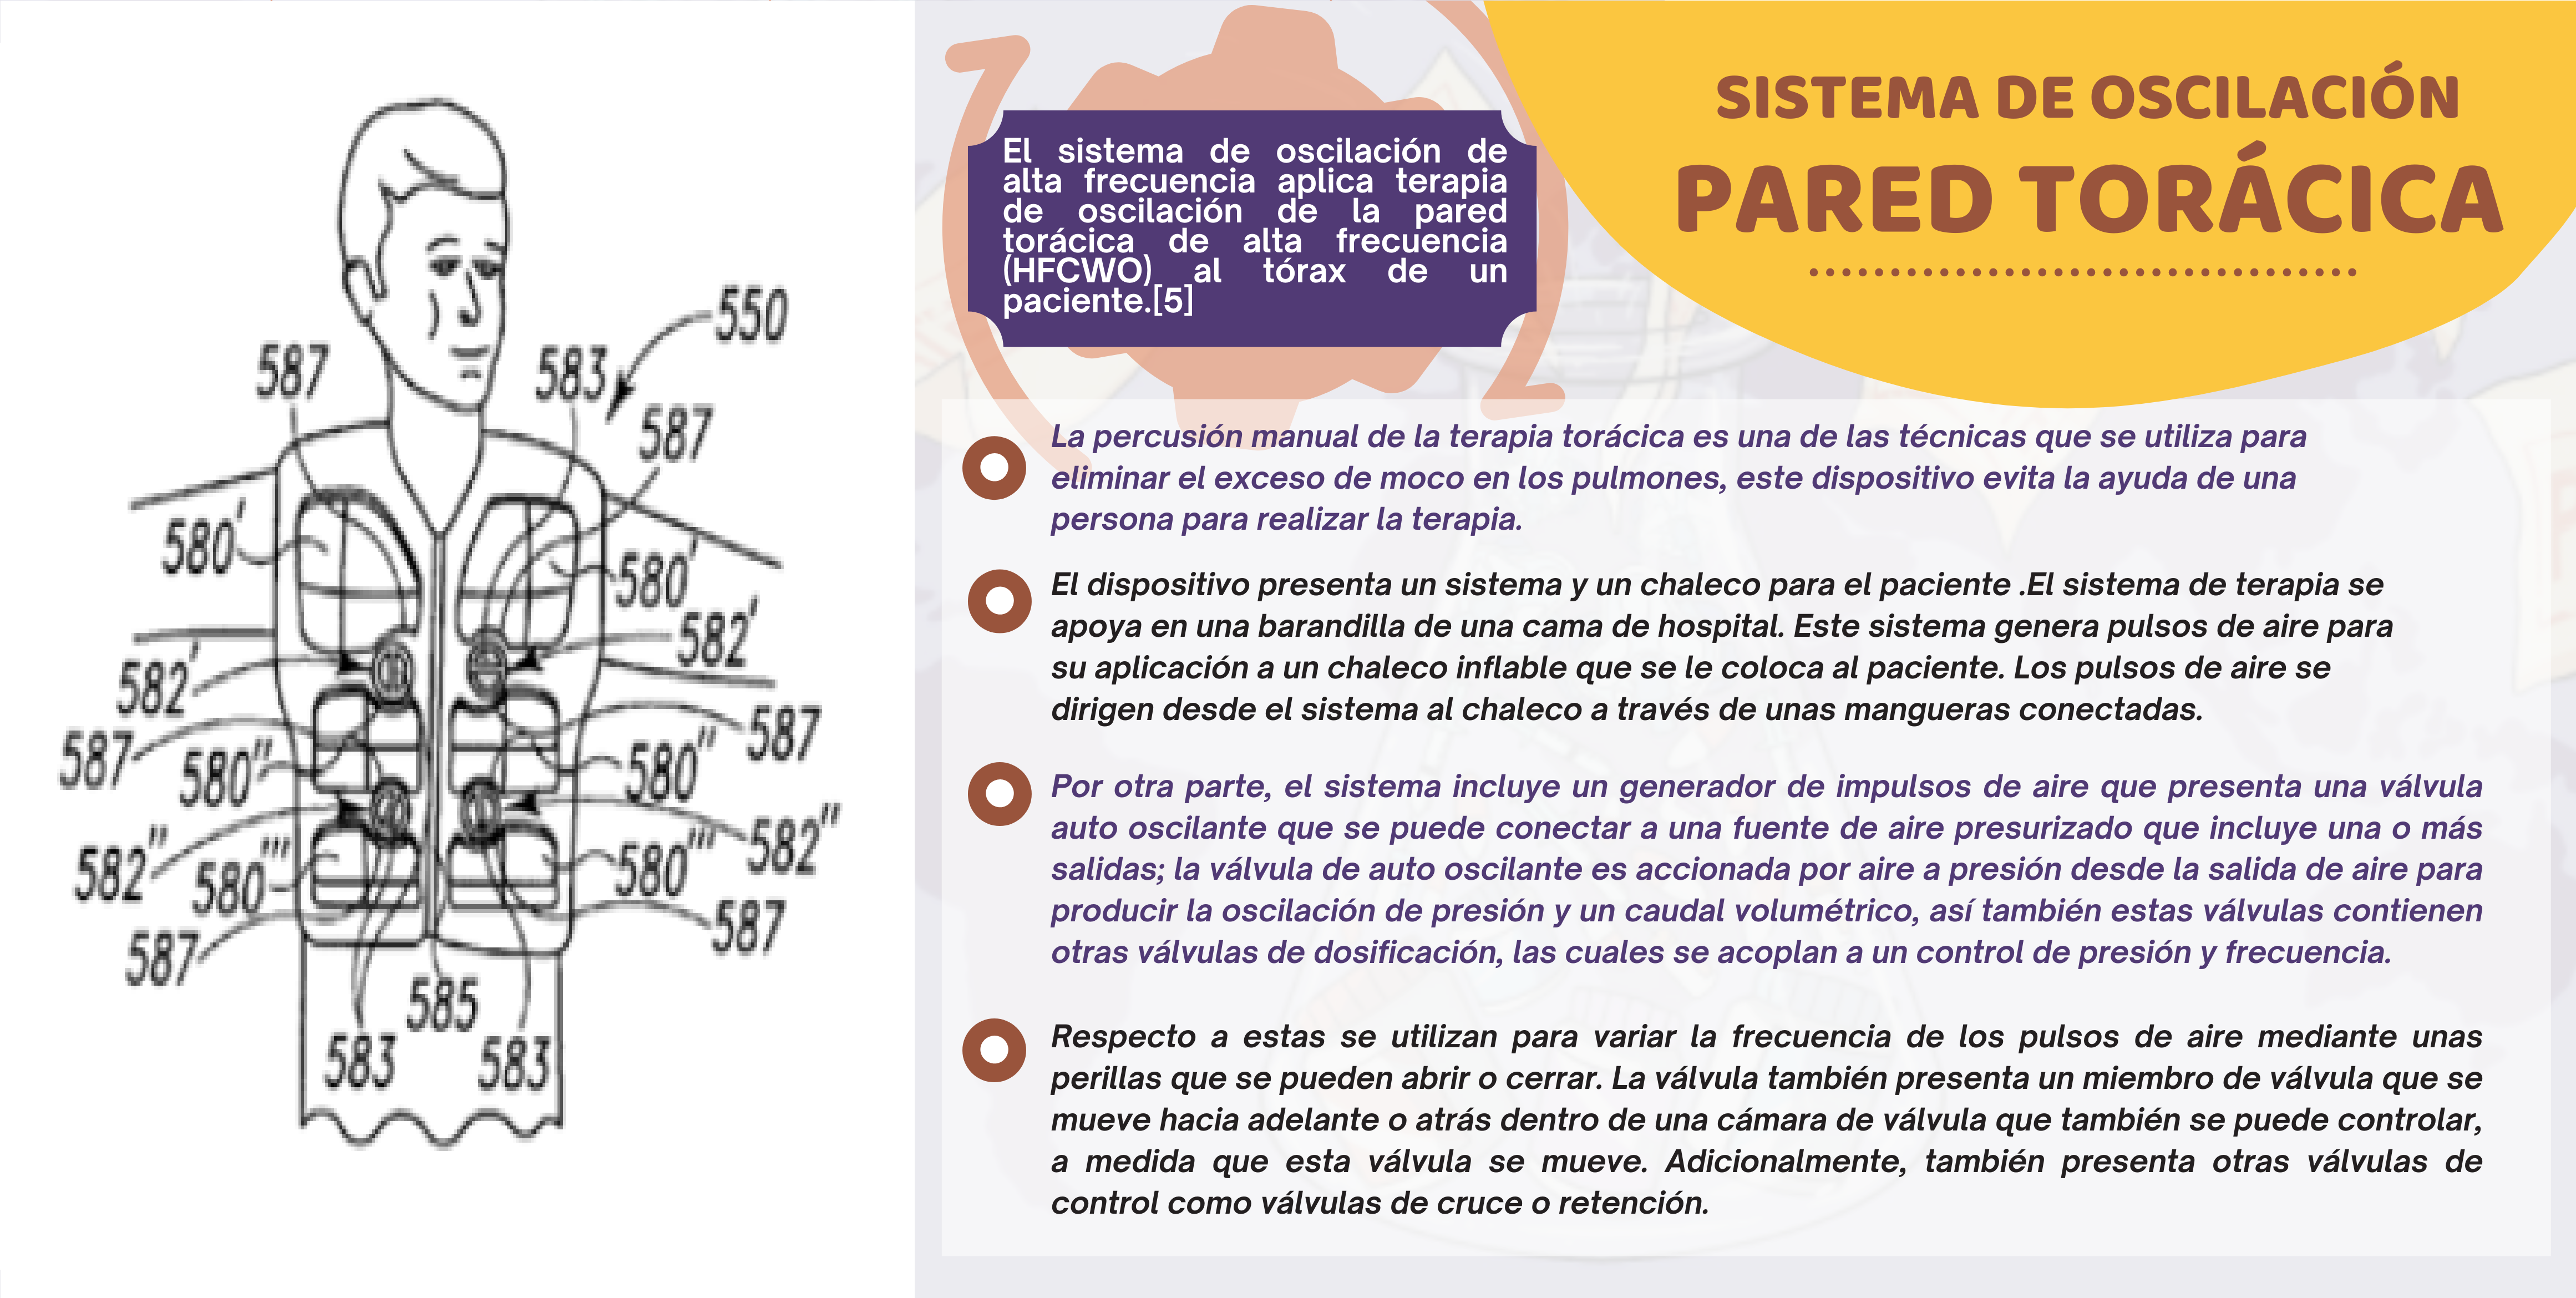 SISTEMA DE OSCILACIÓN
PARED TORÁCICA
El sistema de oscilación de
alta frecuencia aplica terapia
de oscilación de la pared
torácica de alta frecuencia
(HFCWO) al tórax de un
paciente.[5]
La percusión manual de la terapia torácica es una de las técnicas que se utiliza para
eliminar el exceso de moco en los pulmones, este dispositivo evita la ayuda de una
persona para realizar la terapia.
El dispositivo presenta un sistema y un chaleco para el paciente .El sistema de terapia se
apoya en una barandilla de una cama de hospital. Este sistema genera pulsos de aire para
su aplicación a un chaleco inflable que se le coloca al paciente. Los pulsos de aire se
dirigen desde el sistema al chaleco a través de unas mangueras conectadas.
Por otra parte, el sistema incluye un generador de impulsos de aire que presenta una válvula
auto oscilante que se puede conectar a una fuente de aire presurizado que incluye una o más
salidas; la válvula de auto oscilante es accionada por aire a presión desde la salida de aire para
producir la oscilación de presión y un caudal volumétrico, así también estas válvulas contienen
otras válvulas de dosificación, las cuales se acoplan a un control de presión y frecuencia.
Respecto a estas se utilizan para variar la frecuencia de los pulsos de aire mediante unas
perillas que se pueden abrir o cerrar. La válvula también presenta un miembro de válvula que se
mueve hacia adelante o atrás dentro de una cámara de válvula que también se puede controlar,
a medida que esta válvula se mueve. Adicionalmente, también presenta otras válvulas de
control como válvulas de cruce o retención.
550
587
583
587
580'
580'
582'
582'
587
587
580''
580''
582''
582''
580'''
580'''
587
587
585
583
583